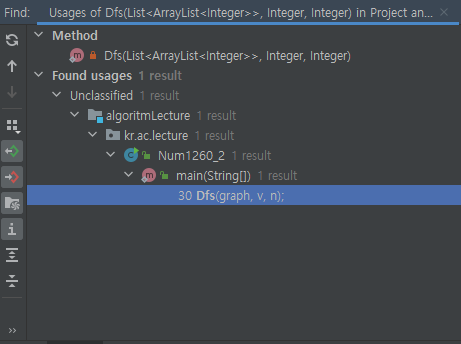 Find: Usages of Dfs(List<ArrayList<Integer>>, Integer, Integer) in Project an...
Method
Dfs(List<ArrayList<Integer>>, Integer, Integer)
Found usages 1 result
Unclassified 1 result
algoritmLecture 1 result
kr.ac.lecture 1 result
Num1260_2 1 result
main(String[]) 1 result
30 Dfs(graph, v, n);